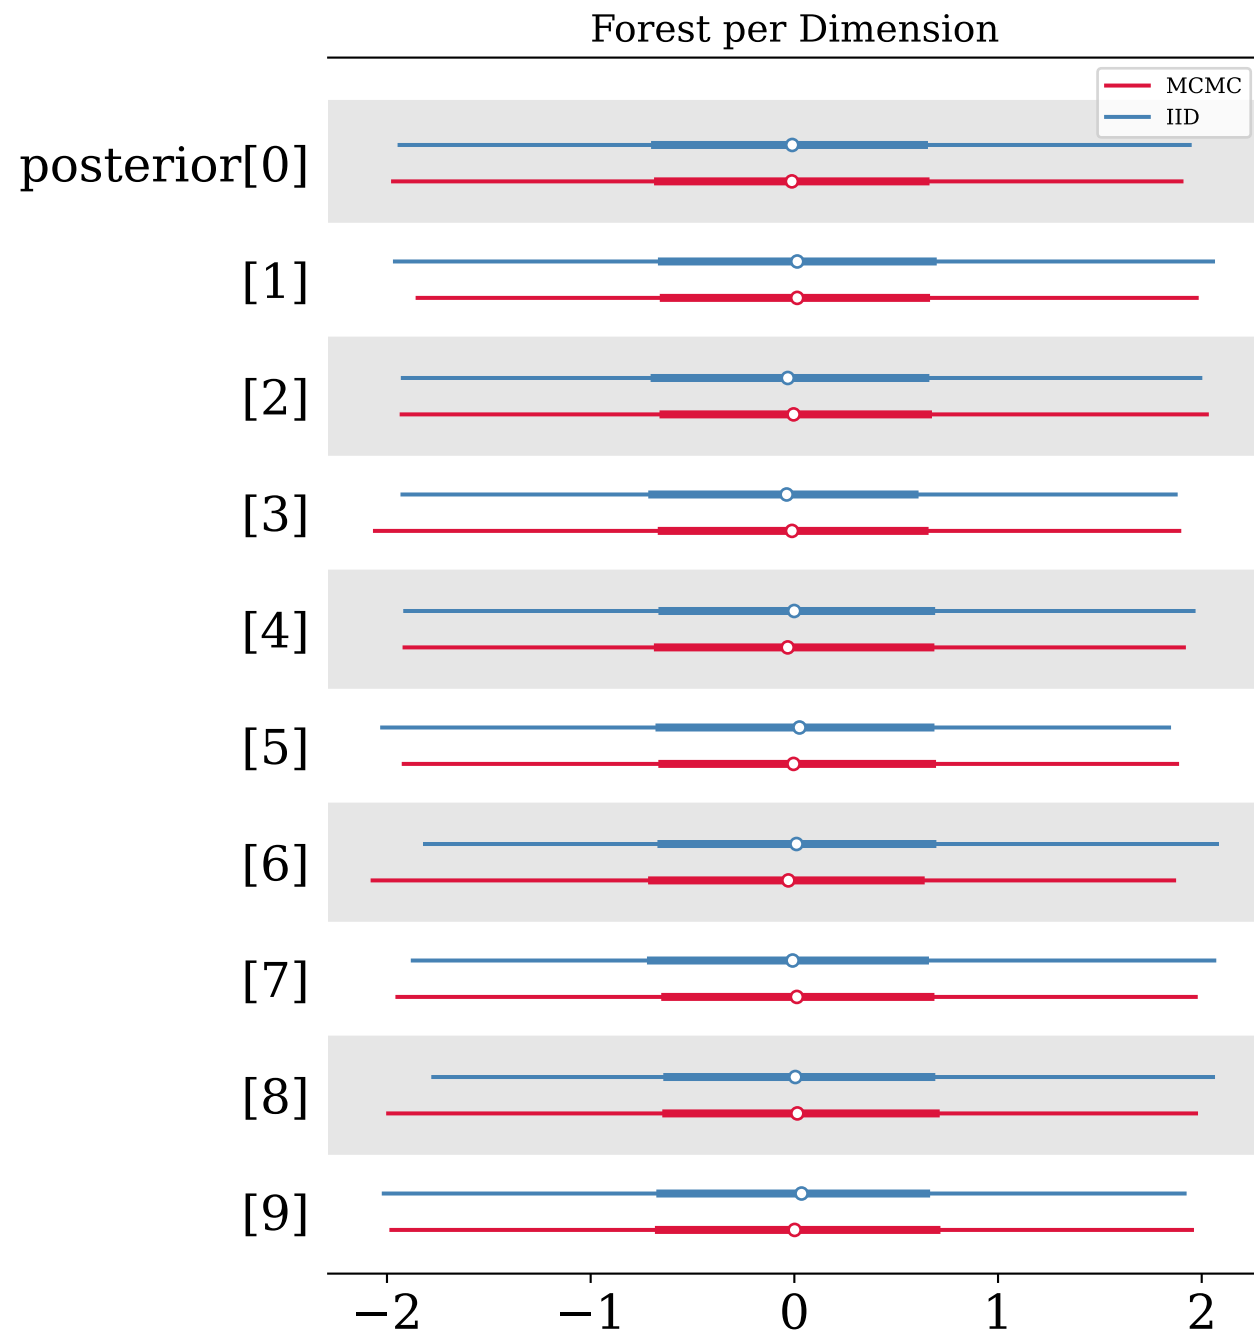 Forest per Dimension
MCMC
IID
posterior[0]
[1]
[2]
[3]
[4]
[5]
[6]
[7]
[8]
[9]
−2 −1 0 1 2